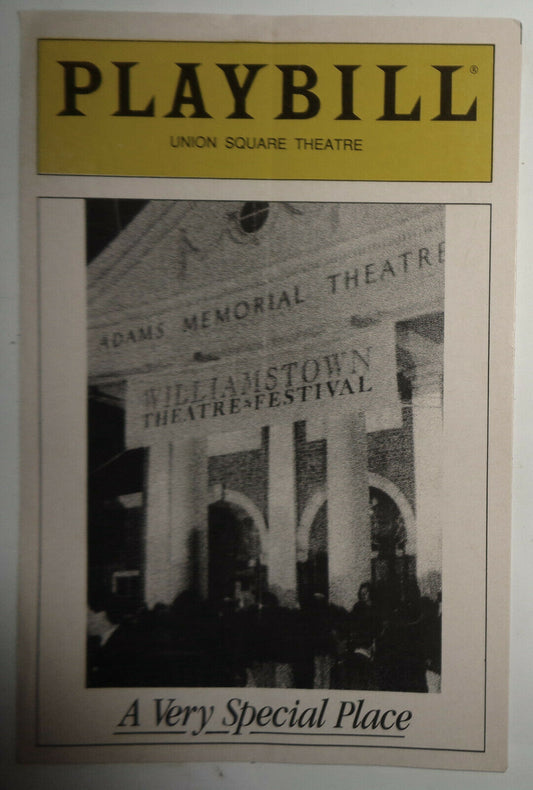 PLAYBILL®
UNION SQUARE THEATRE
ADAMS MEMORIAL THEATRE
WILLIAMSTOWN
THEATRE FESTIVAL
A Very Special Place